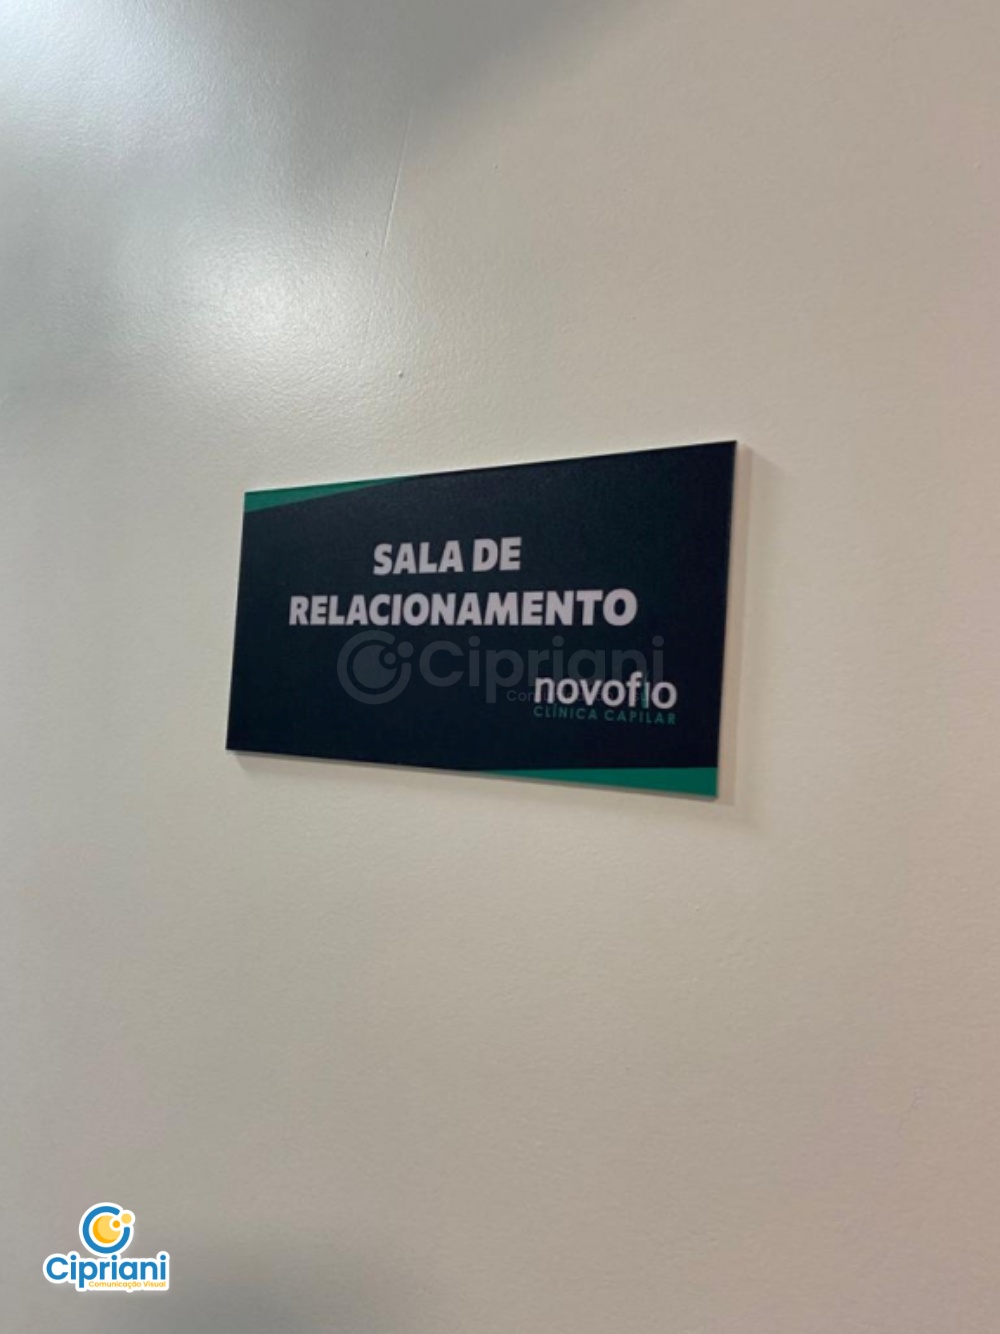 SALA DE
RELACIONAMENTO
Cipriani
novofio
CLÍNICA CAPILAR
Cipriani
Comunicação Visual